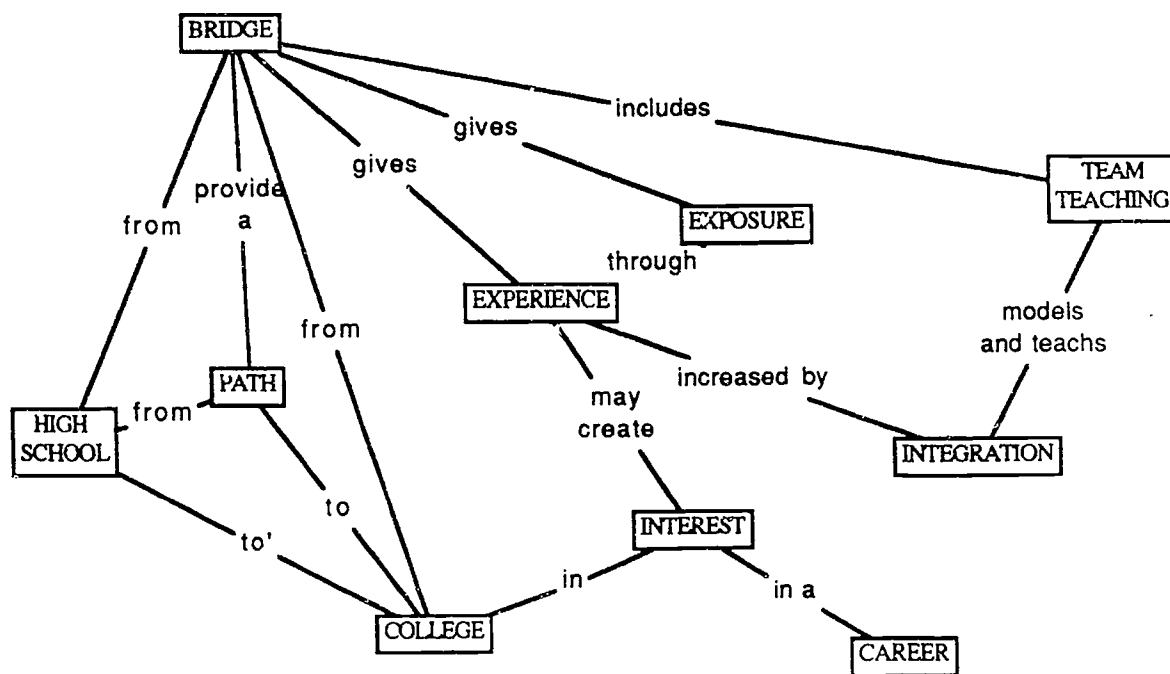 BRIDGE
includes
gives
gives
TEAM
TEACHING
provide
a
from
EXPOSURE
through
EXPERIENCE
from
models
and teachs
increased by
PATH
from
may
create
HIGH
SCHOOL
INTEGRATION
to
INTEREST
to'
in
in a
COLLEGE
CAREER